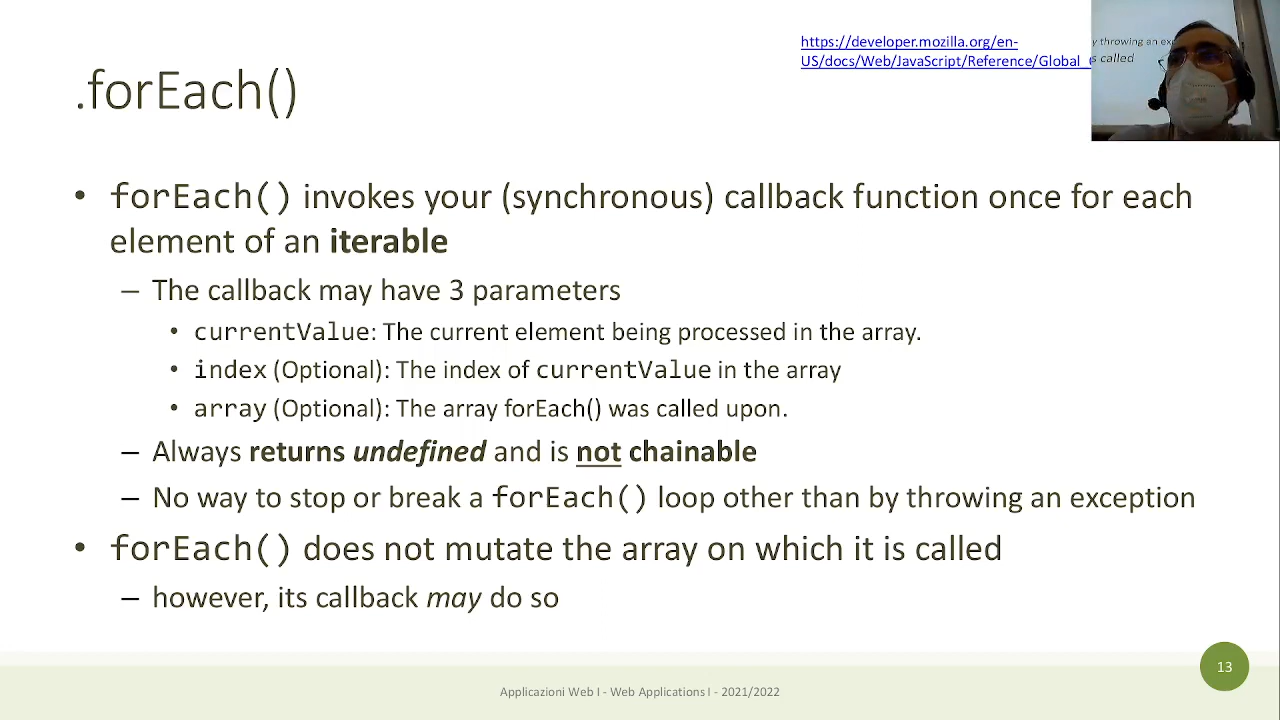 https://developer.mozilla.org/en-
US/docs/Web/JavaScript/Reference/Global_
y throwing an
s called
.forEach()
• forEach() invokes your (synchronous) callback function once for each
element of an iterable
– The callback may have 3 parameters
• currentValue: The current element being processed in the array.
• index (Optional): The index of currentValue in the array
• array (Optional): The array forEach() was called upon.
– Always returns undefined and is not chainable
– No way to stop or break a forEach() loop other than by throwing an exception
• forEach() does not mutate the array on which it is called
– however, its callback may do so
13
Applicazioni Web I - Web Applications I - 2021/2022